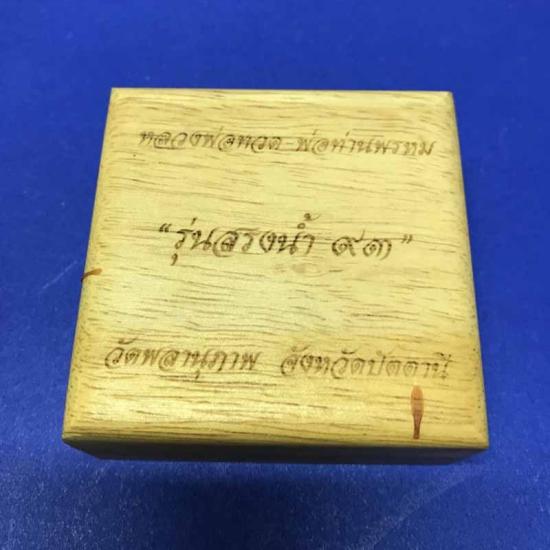 หลวงพ่อทวด-พ่อท่านพรหม
“รุ่นสรงน้ำ ๙๓”
วัดพลานุภาพ จังหวัดปัตตานี